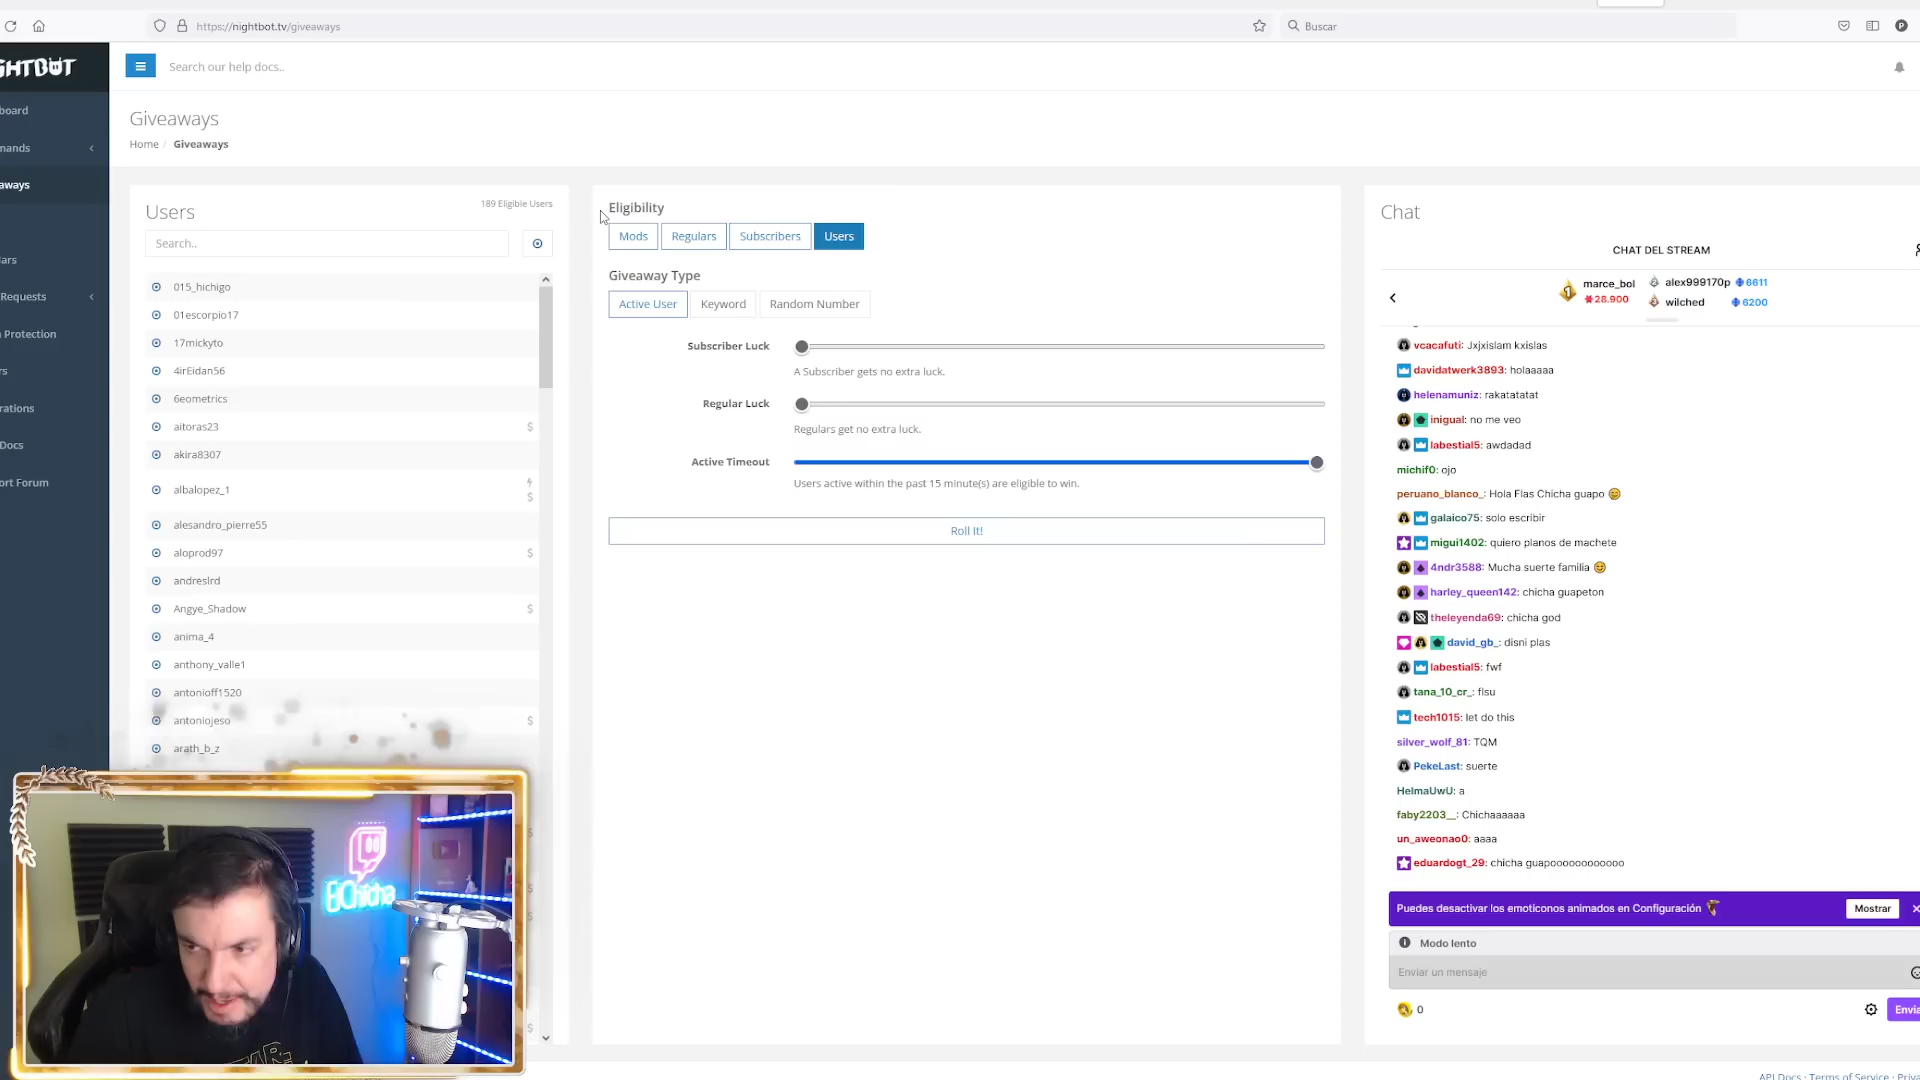 https://nightbot.tv/giveaways
Buscar
P
GHTBOT
Search our help docs..
board
mmands
aways
lars
Requests
n Protection
rs
rations
Docs
ort Forum
Giveaways
Home / Giveaways
Users
189 Eligible Users
Search..
015_hichigo
01escorpio17
17mickyto
4irEidan56
6eometrics
aitoras23 $
akira8307
albalopez_1 $
alesandro_pierre55
aloprod97 $
andreslrd
Angye_Shadow $
anima_4
anthony_valle1
antonioff1520
antoniojeso $
arath_b_z
ElChicha
Eligibility
Mods Regulars Subscribers Users
Giveaway Type
Active User Keyword Random Number
Subscriber Luck
A Subscriber gets no extra luck.
Regular Luck
Regulars get no extra luck.
Active Timeout
Users active within the past 15 minute(s) are eligible to win.
Roll It!
Chat
CHAT DEL STREAM
1 marce_bol 28.900
alex999170p 6611
wilched 6200
vcacafuti: Jxjxislam kxislas
davidatwerk3893: holaaaaa
helenamuniz: rakatatatat
inigual: no me veo
labestial5: awdadad
michif0: ojo
peruano_blanco_: Hola Flas Chicha guapo
galaico75: solo escribir
migui1402: quiero planos de machete
4ndr3588: Mucha suerte familia
harley_queen142: chicha guapeton
theleyenda69: chicha god
david_gb_: disni plas
labestial5: fwf
tana_10_cr_: flsu
tech1015: let do this
silver_wolf_81: TQM
PekeLast: suerte
HelmaUwU: a
faby2203__: Chichaaaaaa
un_aweonao0: aaaa
eduardogt_29: chicha guapoooooooooooo
Puedes desactivar los emoticonos animados en Configuración
Mostrar
Modo lento
Enviar un mensaje
0
Envia
API Docs · Terms of Service · Priva